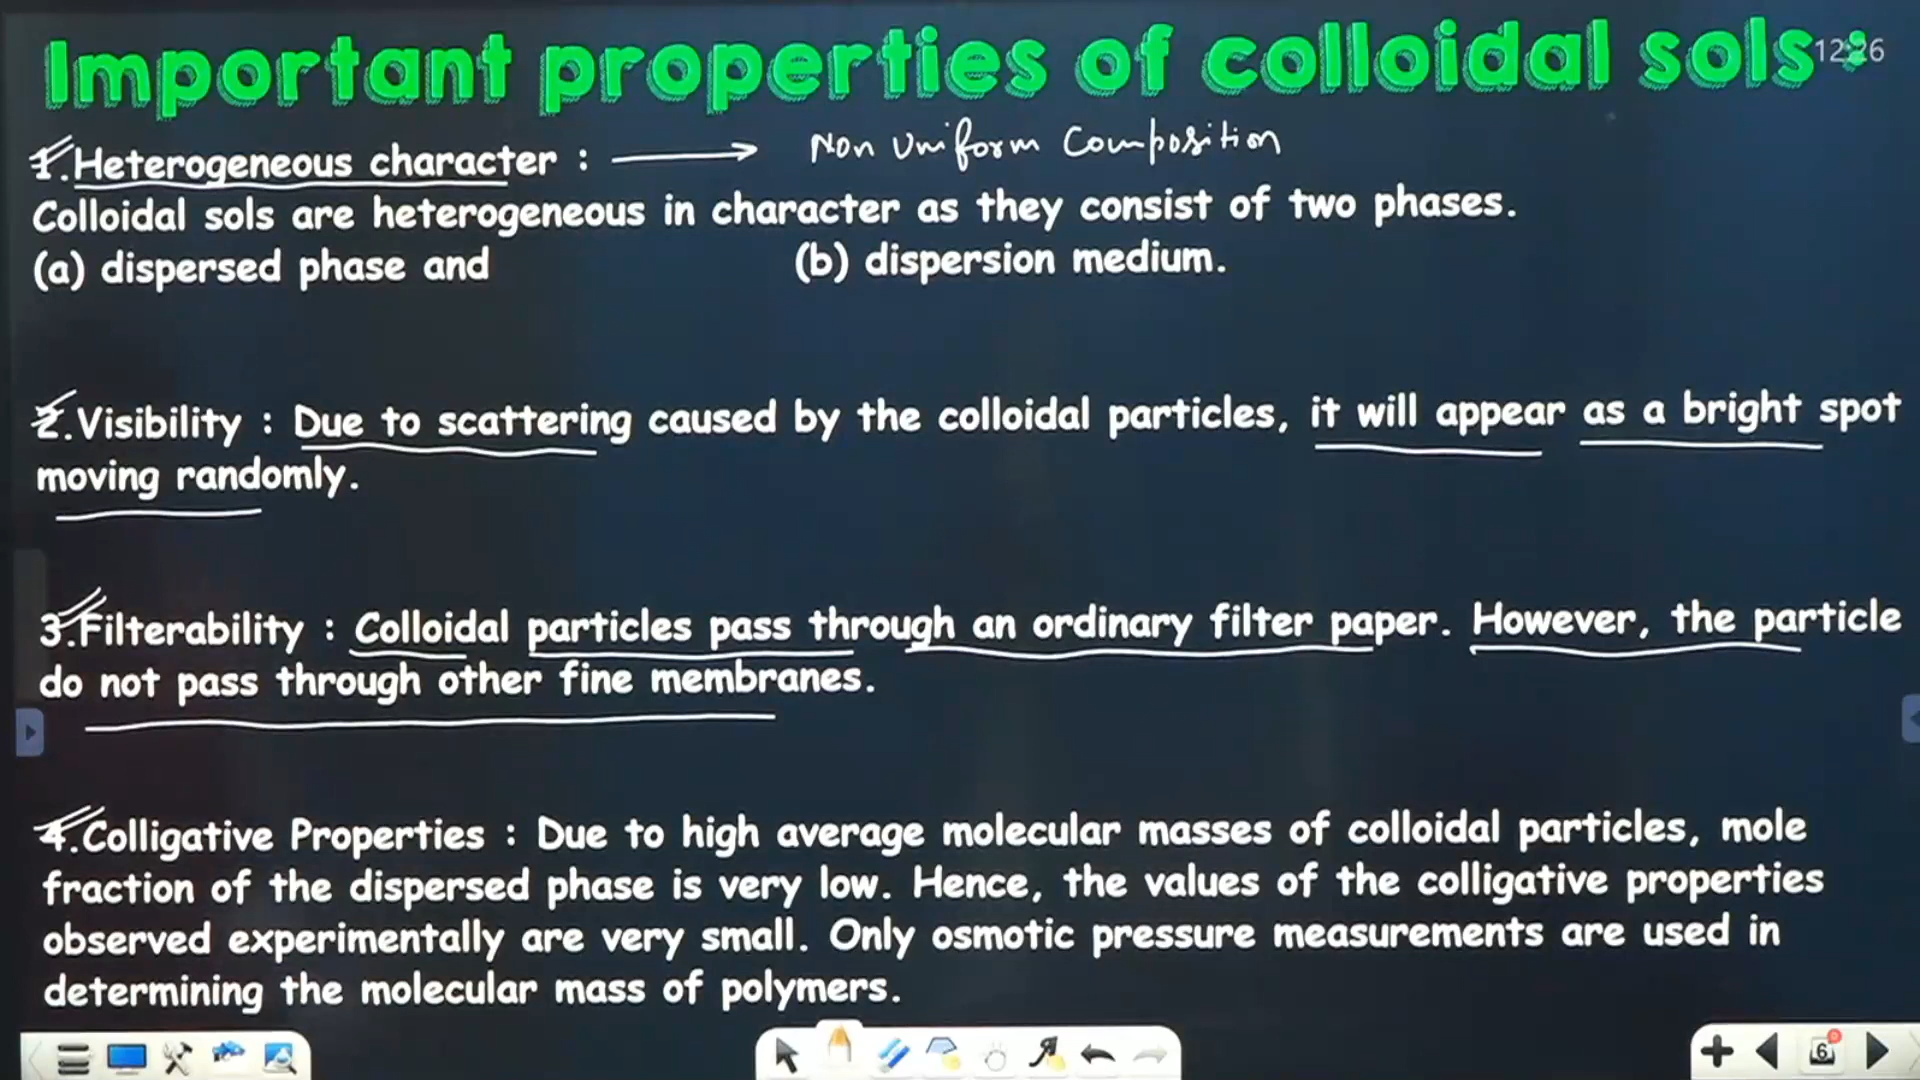 Important properties of colloidal sols :
12:26
1.Heterogeneous character : → Non Uniform Composition
Colloidal sols are heterogeneous in character as they consist of two phases.
(a) dispersed phase and (b) dispersion medium.
2.Visibility : Due to scattering caused by the colloidal particles, it will appear as a bright spot
moving randomly.
3.Filterability : Colloidal particles pass through an ordinary filter paper. However, the particle
do not pass through other fine membranes.
4.Colligative Properties : Due to high average molecular masses of colloidal particles, mole
fraction of the dispersed phase is very low. Hence, the values of the colligative properties
observed experimentally are very small. Only osmotic pressure measurements are used in
determining the molecular mass of polymers.
6